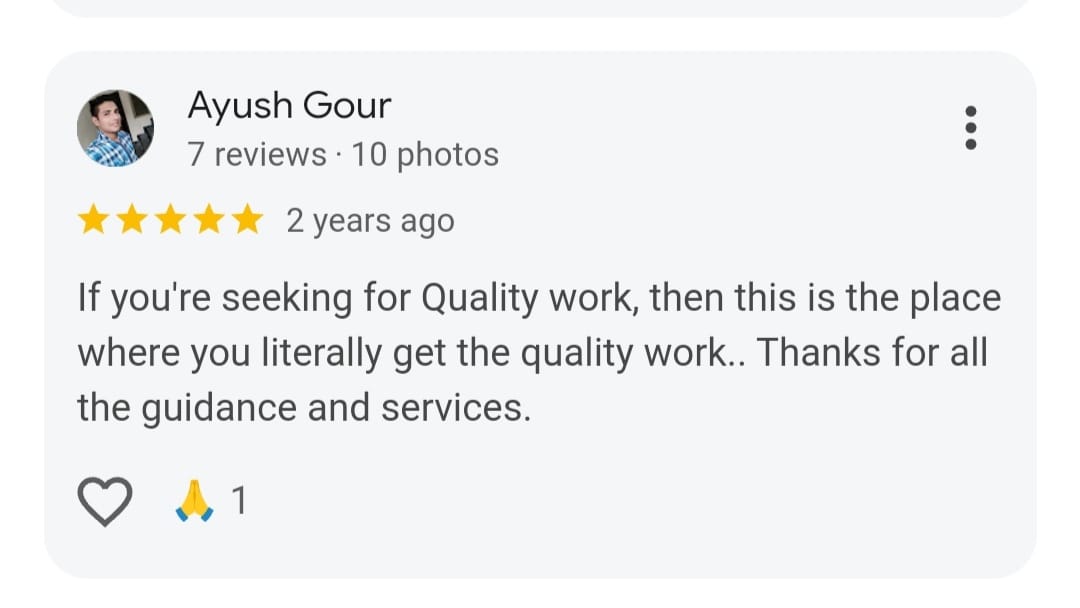 Ayush Gour
7 reviews · 10 photos
2 years ago
If you're seeking for Quality work, then this is the place
where you literally get the quality work.. Thanks for all
the guidance and services.
1